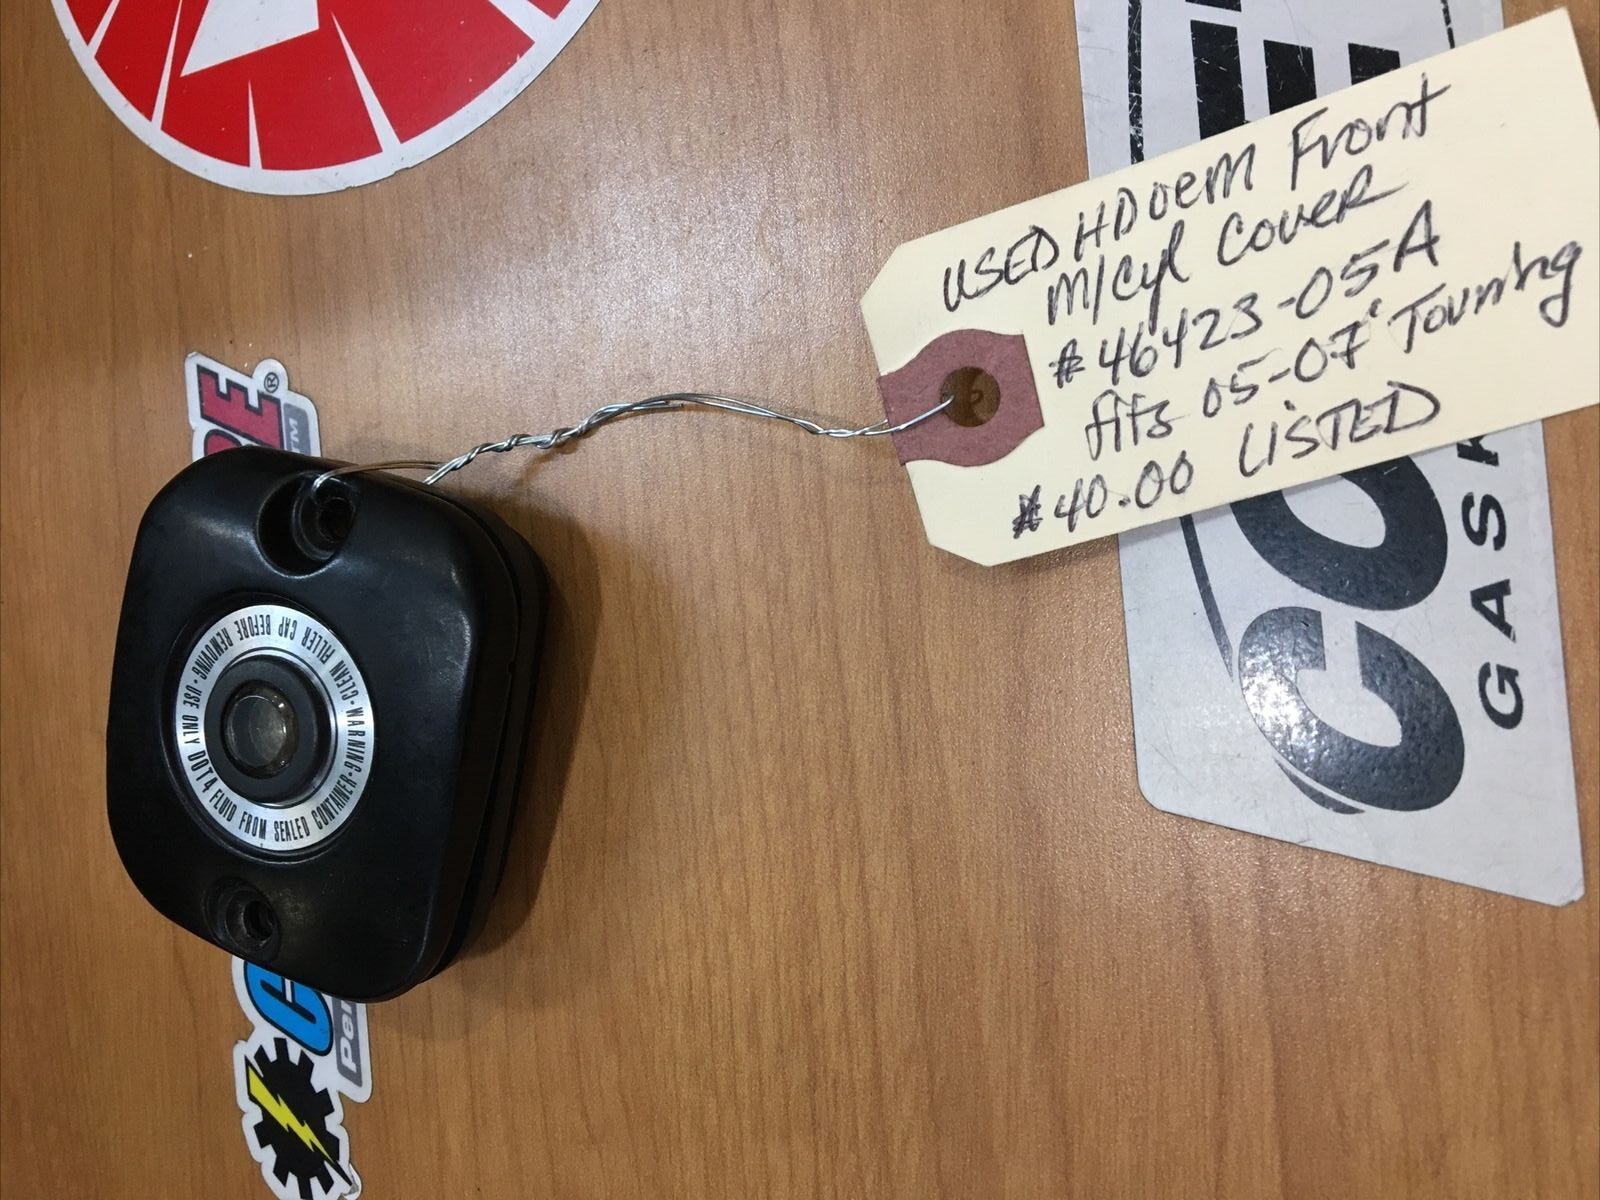 USED HD OEM Front
M/Cyl Cover
#46423-05A
fits 05-07' Touring
$40.00 LISTED
WARNING • CLEAN FILLER CAP BEFORE REMOVING • USE ONLY DOT 4 FLUID FROM SEALED CONTAINER •
GASK